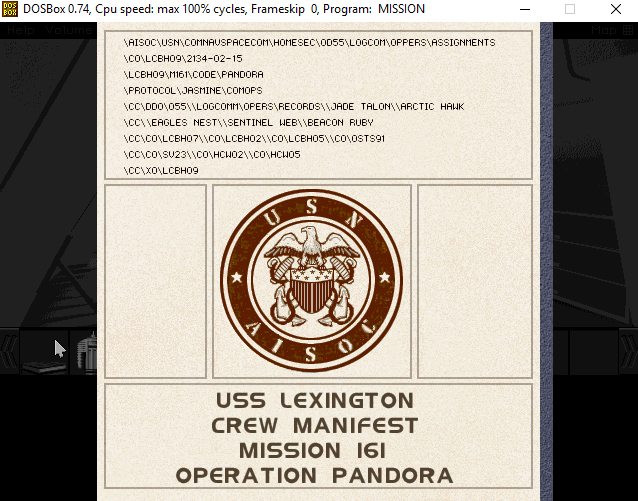 DOSBox 0.74, Cpu speed: max 100% cycles, Frameskip 0, Program: MISSION
Help Volume
Map
\AISOC\USN\COMNAVSPACECOM\HOMESEC\OD55\LOGCOM\OPPERS\ASSIGNMENTS
\CO\LCBH09\2134-02-15
\LCBH09\M161\CODE\PANDORA
\PROTOCOL\JASMINE\COMOPS
\CC\DDO\055\\LOGCOMM\OPERS\RECORDS\\JADE TALON\\ARCTIC HAWK
\CC\\EAGLES NEST\\SENTINEL WEB\\BEACON RUBY
\CC\CO\LCBH07\\CO\LCBH02\\CO\LCBH05\\CO\OSTS91
\CC\CO\SV23\\CO\HCW02\\CO\HCW05
\CC\XO\LCBH09
USN
AISOC
USS LEXINGTON
CREW MANIFEST
MISSION 161
OPERATION PANDORA